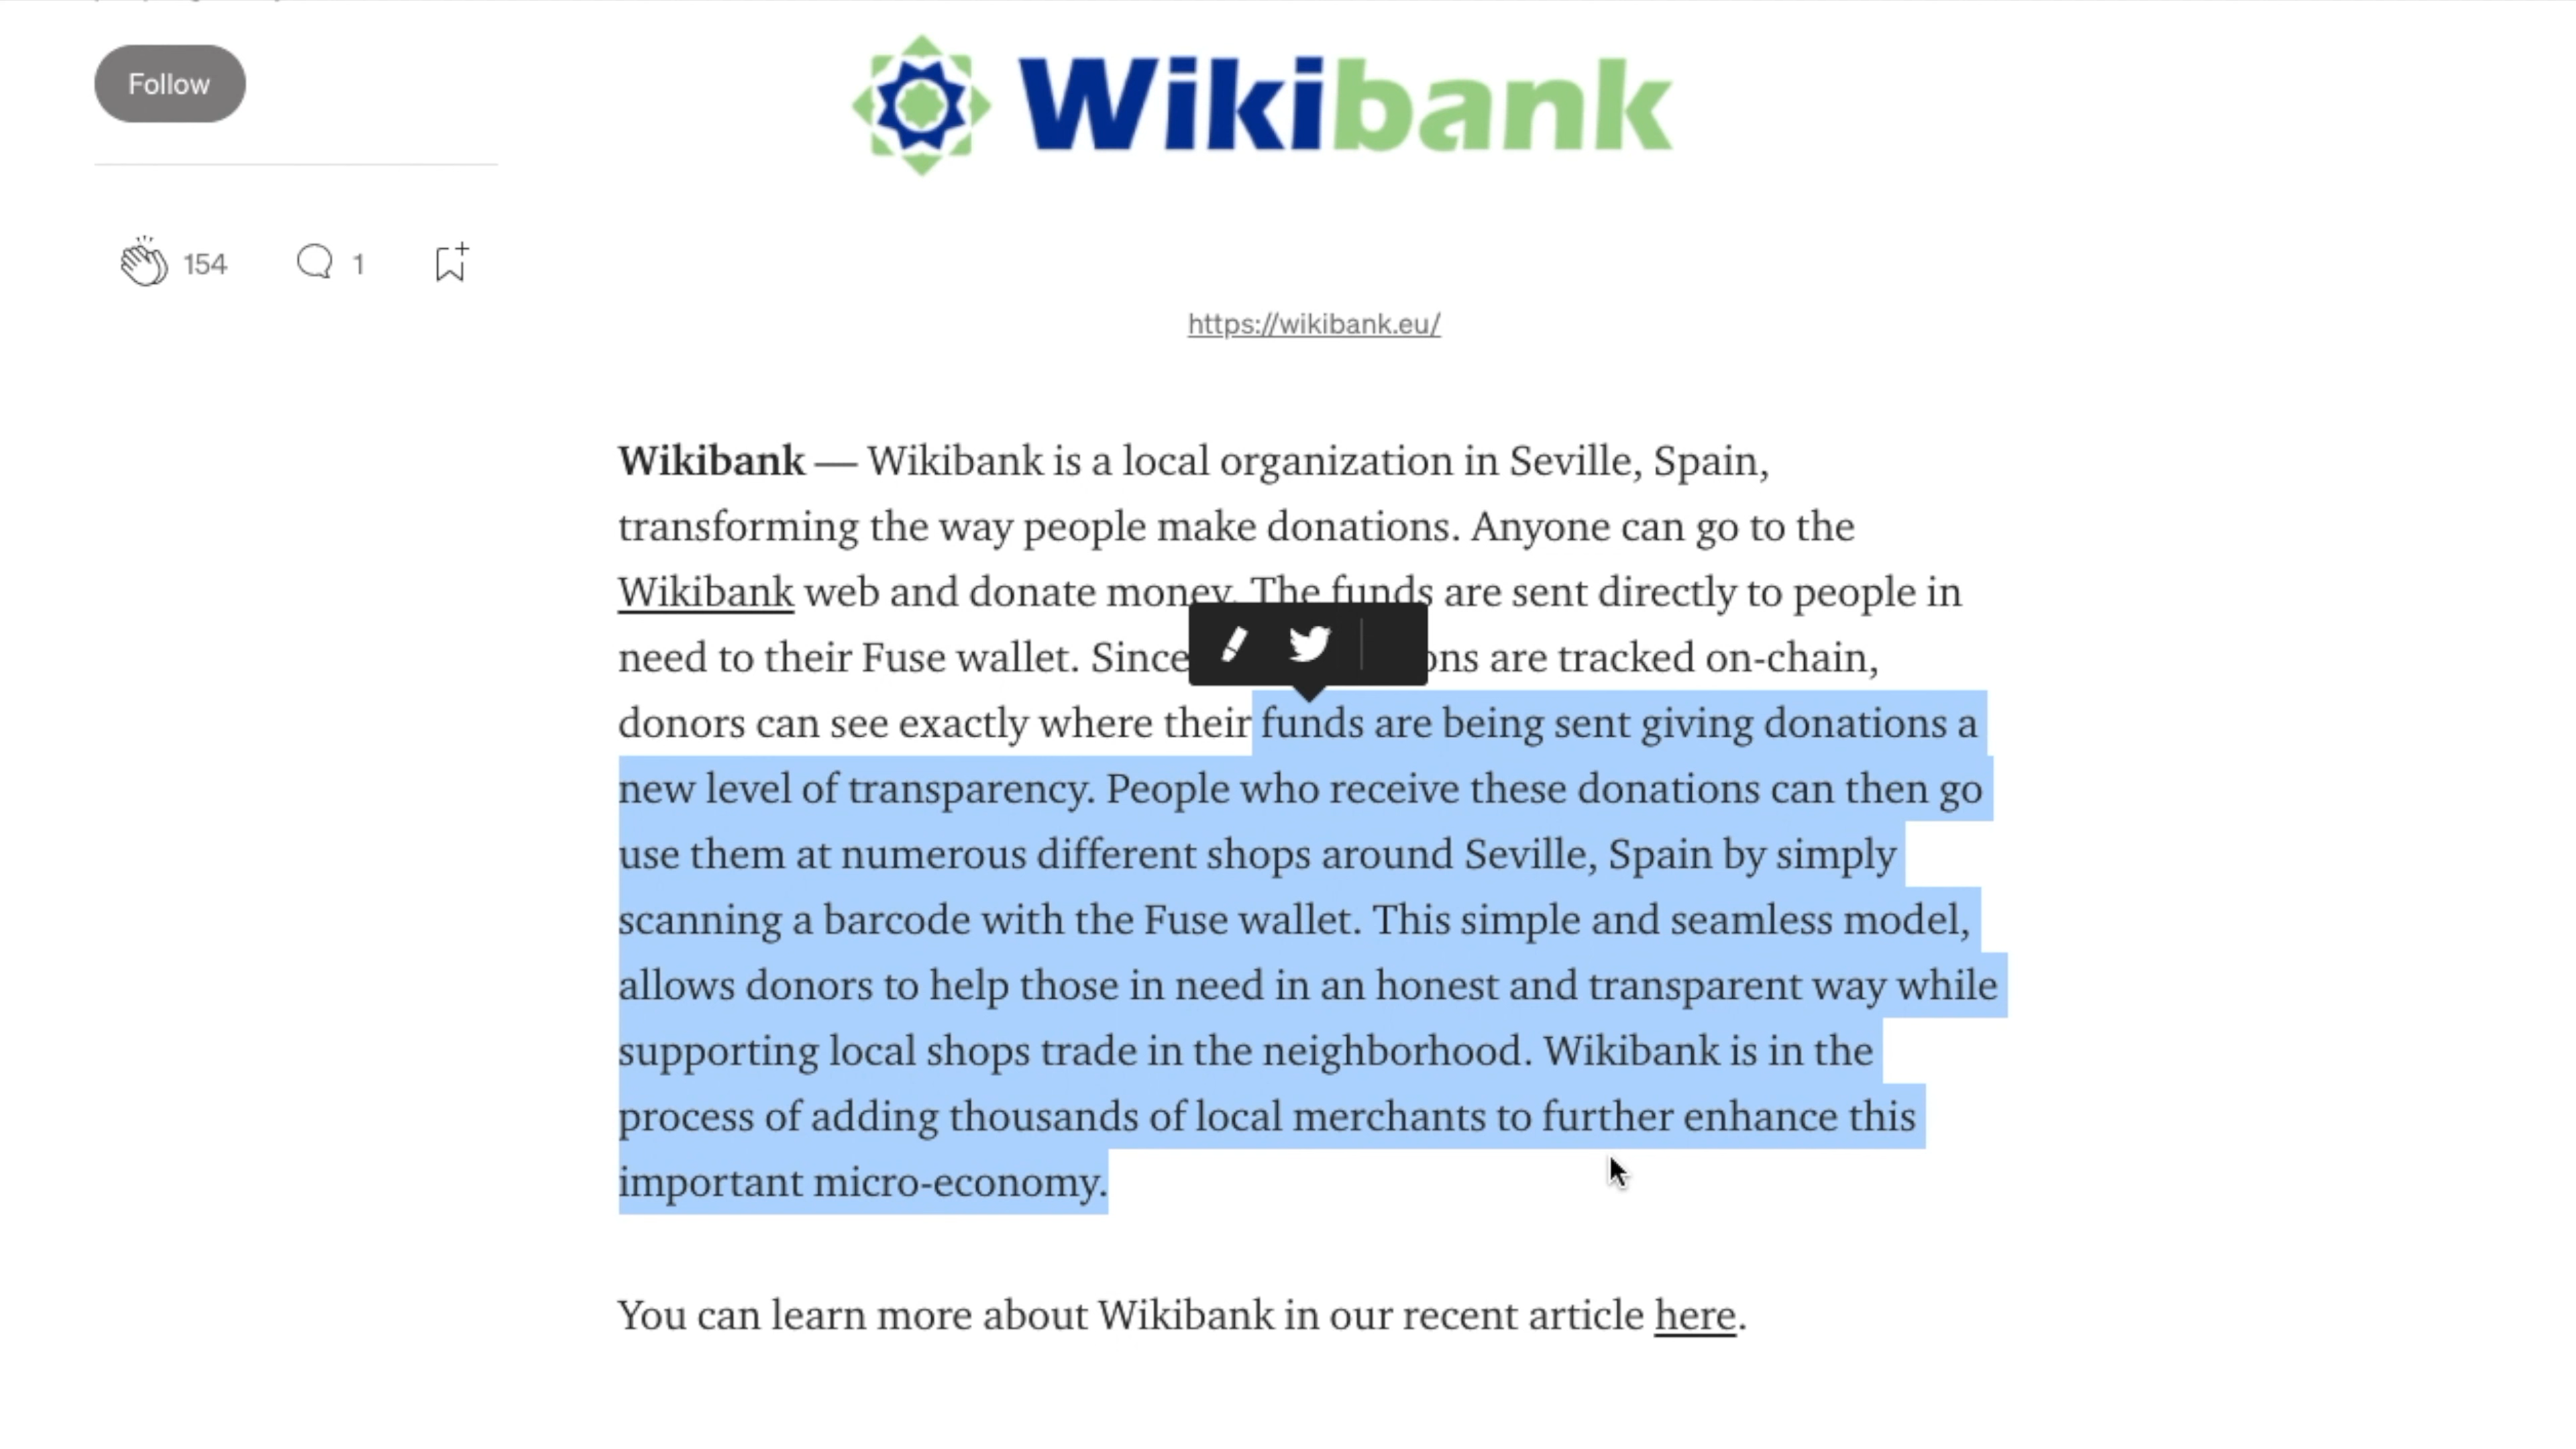 Follow
Wikibank
154
1
https://wikibank.eu/
Wikibank — Wikibank is a local organization in Seville, Spain,
transforming the way people make donations. Anyone can go to the
Wikibank web and donate money. The funds are sent directly to people in
need to their Fuse wallet. Since ons are tracked on-chain,
donors can see exactly where their funds are being sent giving donations a
new level of transparency. People who receive these donations can then go
use them at numerous different shops around Seville, Spain by simply
scanning a barcode with the Fuse wallet. This simple and seamless model,
allows donors to help those in need in an honest and transparent way while
supporting local shops trade in the neighborhood. Wikibank is in the
process of adding thousands of local merchants to further enhance this
important micro-economy.
You can learn more about Wikibank in our recent article here.